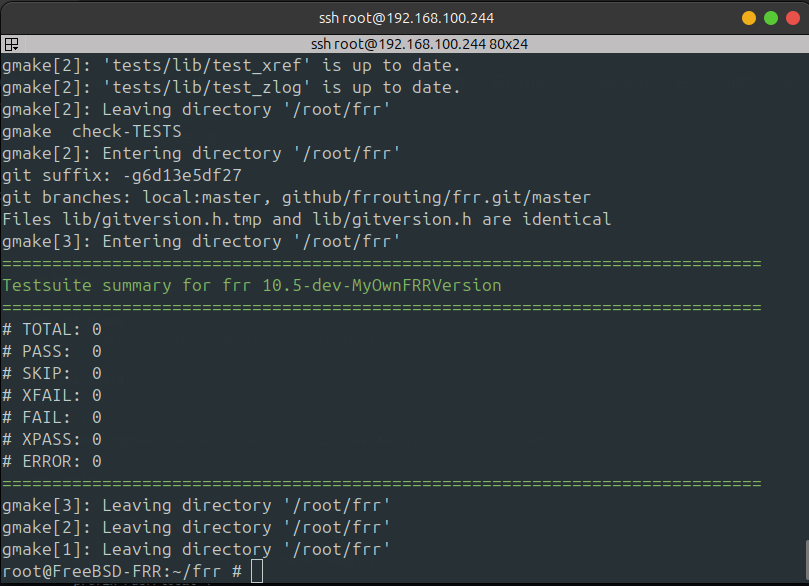 ssh root@192.168.100.244
ssh root@192.168.100.244 80x24
gmake[2]: 'tests/lib/test_xref' is up to date.
gmake[2]: 'tests/lib/test_zlog' is up to date.
gmake[2]: Leaving directory '/root/frr'
gmake  check-TESTS
gmake[2]: Entering directory '/root/frr'
git suffix: -g6d13e5df27
git branches: local:master, github/frrouting/frr.git/master
Files lib/gitversion.h.tmp and lib/gitversion.h are identical
gmake[3]: Entering directory '/root/frr'
============================================================================
Testsuite summary for frr 10.5-dev-MyOwnFRRVersion
============================================================================
# TOTAL: 0
# PASS:  0
# SKIP:  0
# XFAIL: 0
# FAIL:  0
# XPASS: 0
# ERROR: 0
============================================================================
gmake[3]: Leaving directory '/root/frr'
gmake[2]: Leaving directory '/root/frr'
gmake[1]: Leaving directory '/root/frr'
root@FreeBSD-FRR:~/frr #